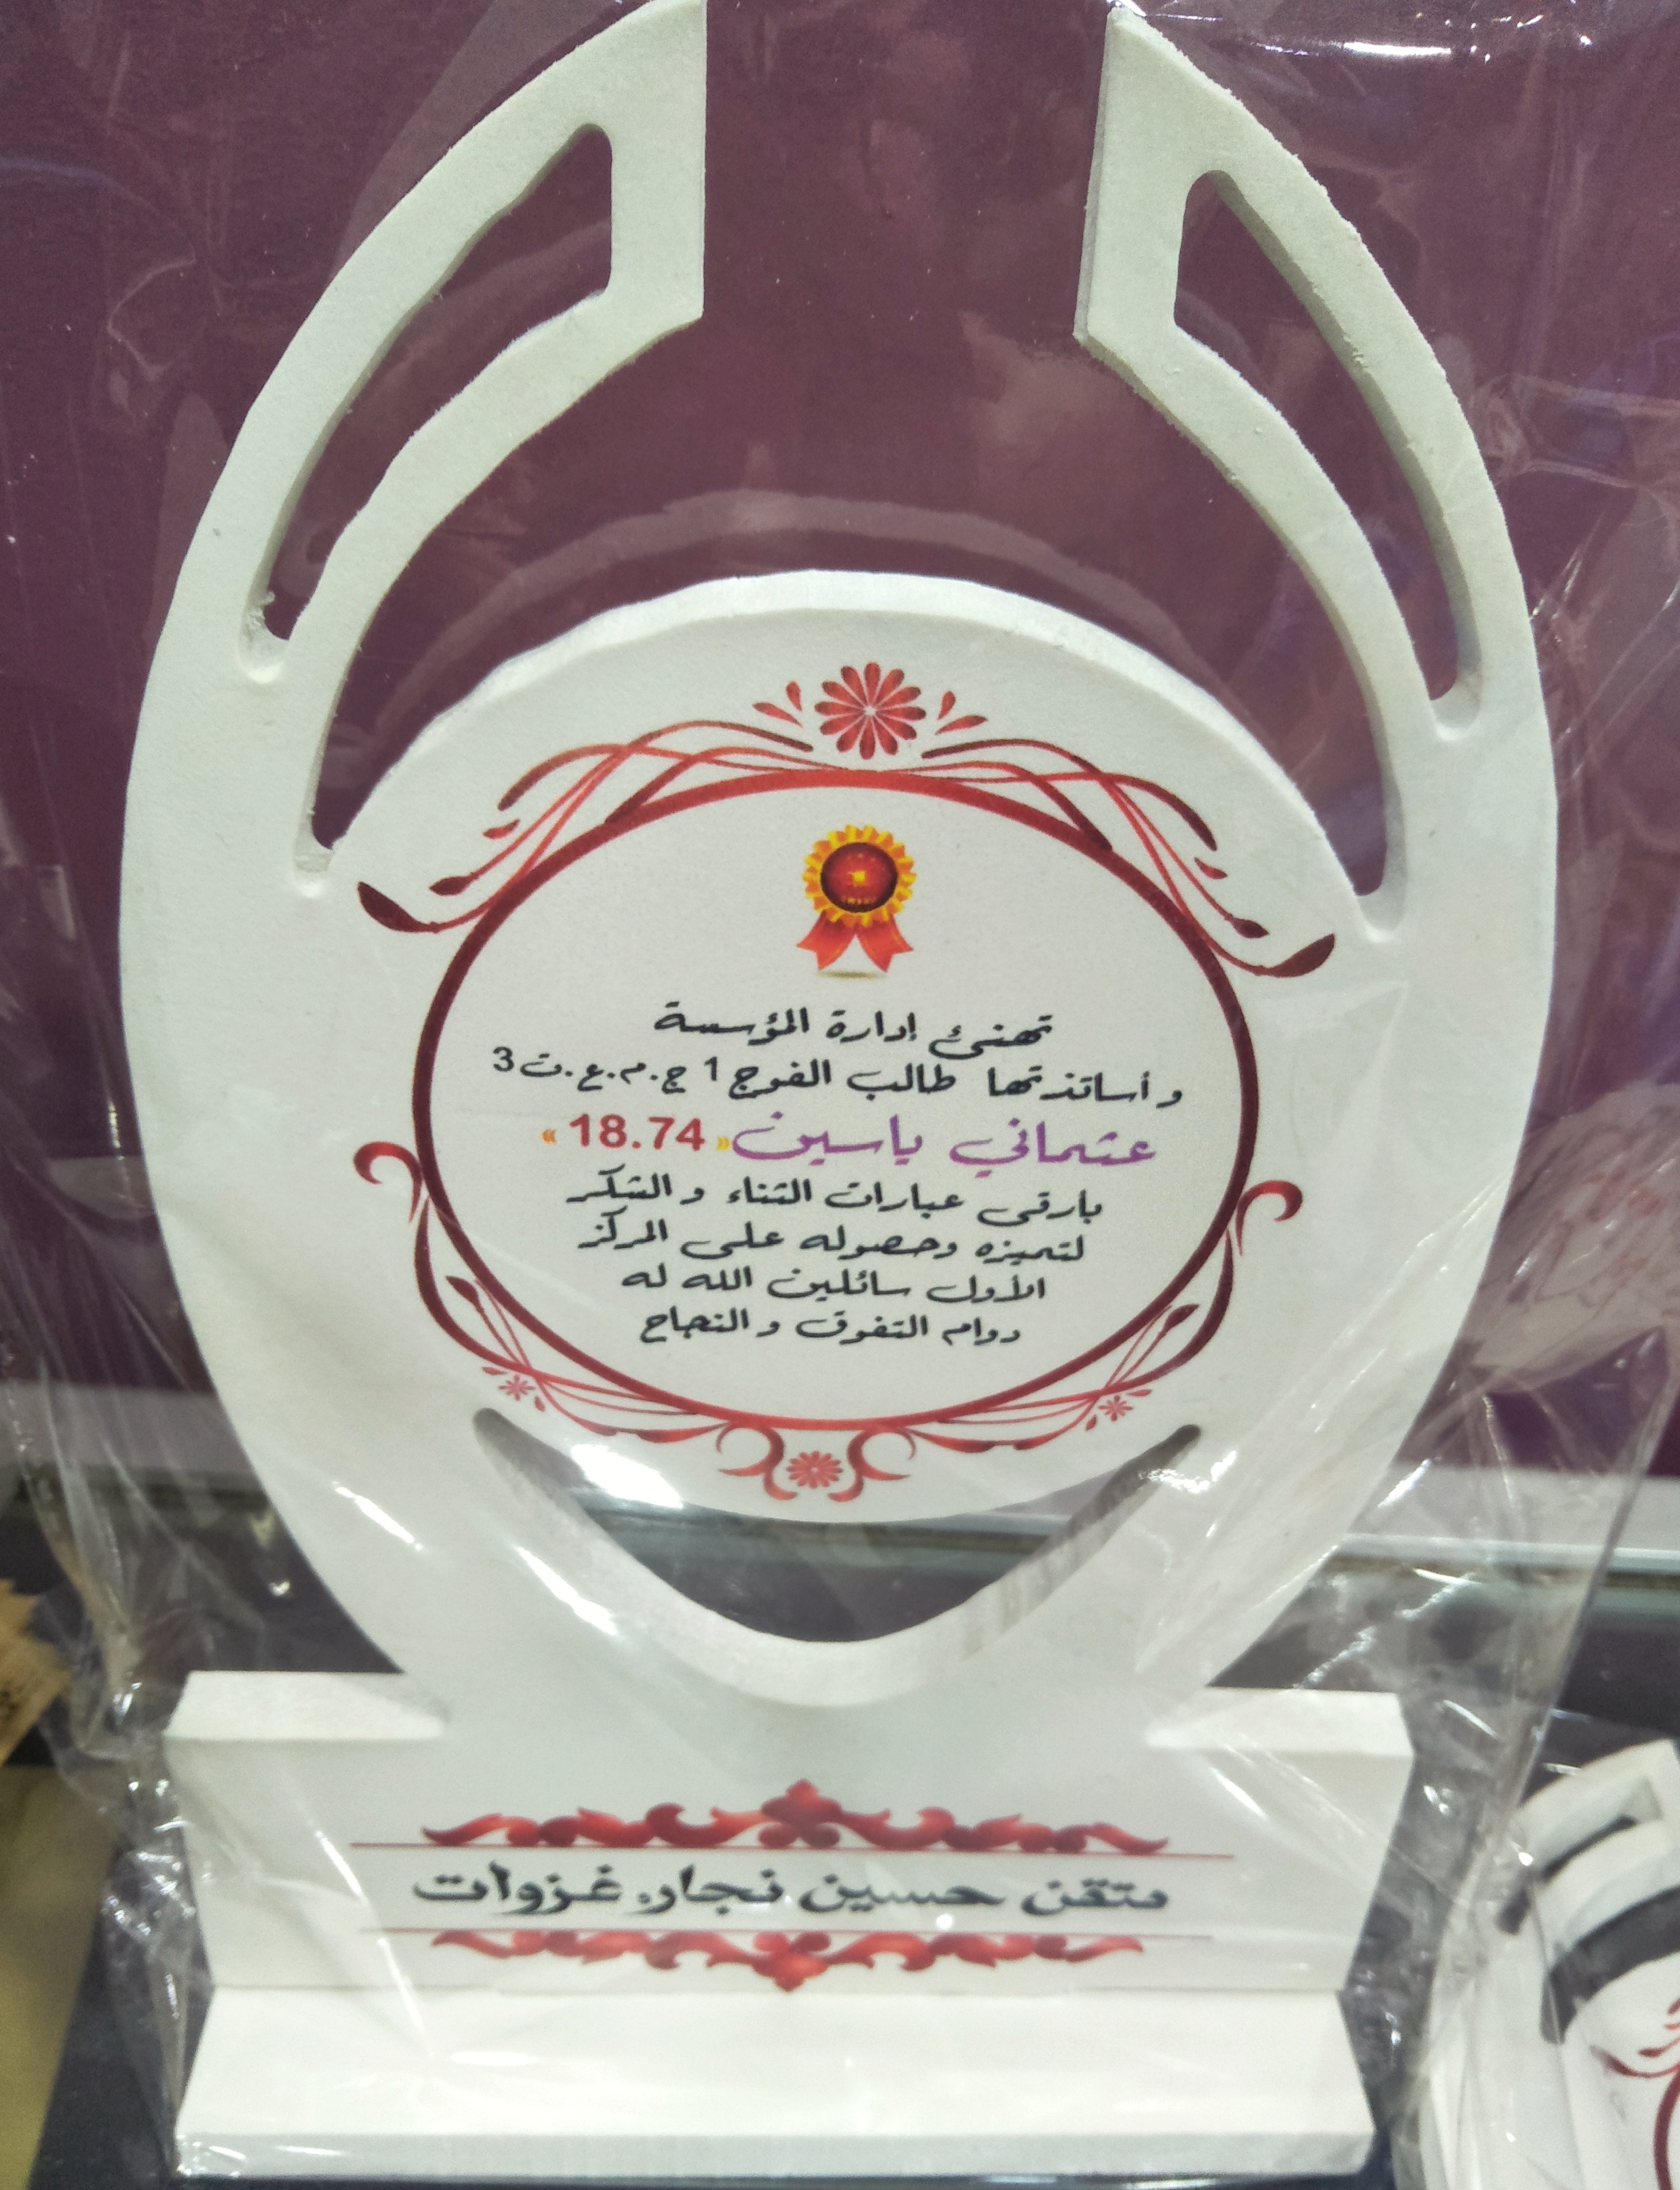 تهنئ إدارة المؤسسة
و أساتذتها طالب الفوج 1 ج.م.ع.ت 3
عثماني ياسين «18.74»
بارقى عبارات الثناء و الشكر
لتميزه وحصوله على المركز
الأول سائلين الله له
دوام التفوق و النجاح
متقن حسين نجار. غزوات